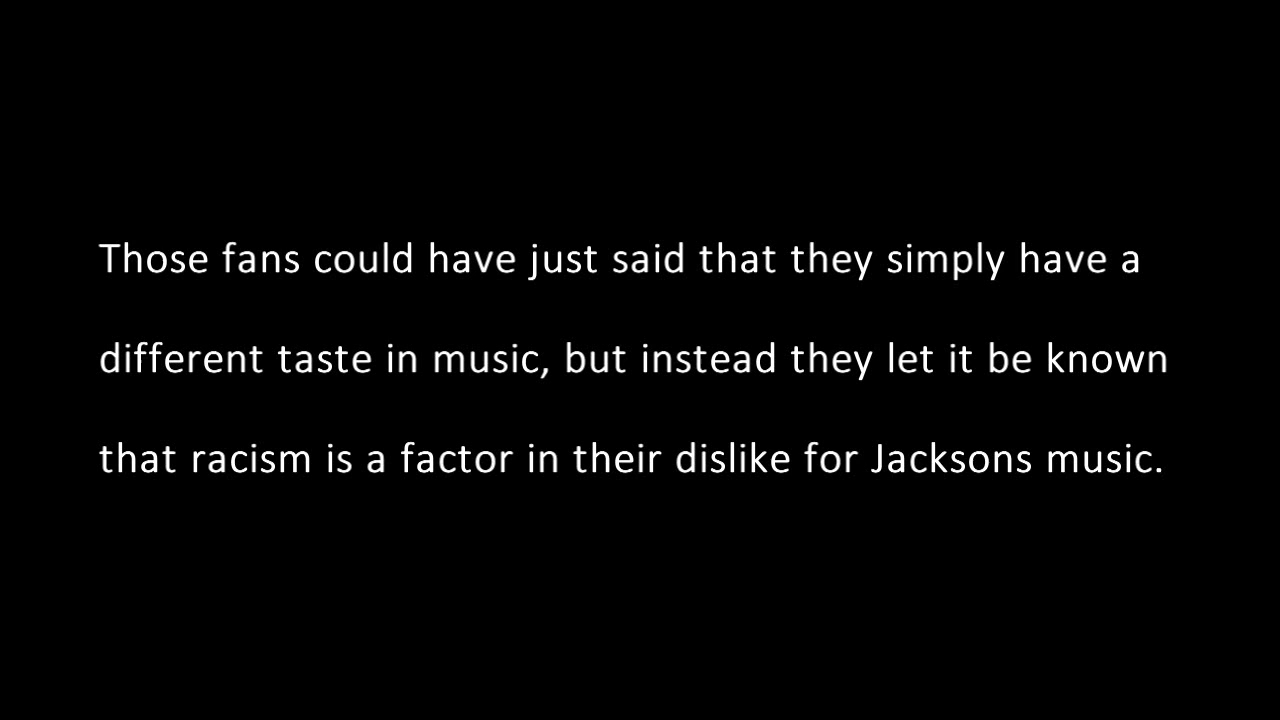 Those fans could have just said that they simply have a
different taste in music, but instead they let it be known
that racism is a factor in their dislike for Jacksons music.